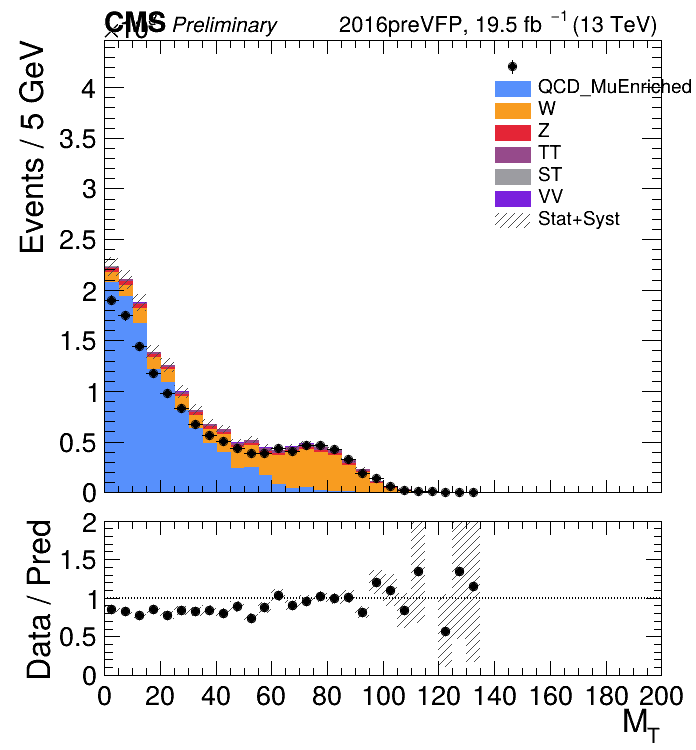 CMS Preliminary 2016preVFP, 19.5 fb⁻¹ (13 TeV)
Events / 5 GeV
4
3.5
3
2.5
2
1.5
1
0.5
0
QCD_MuEnriched
W
Z
TT
ST
VV
Stat+Syst
Data / Pred
2
1.5
1
0.5
0
0 20 40 60 80 100 120 140 160 180 200
M_T